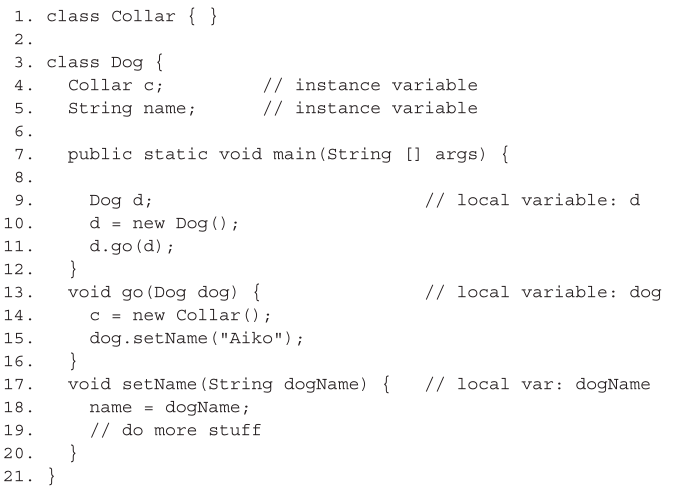 1. class Collar { }
2.
3. class Dog {
4.   Collar c;         // instance variable
5.   String name;      // instance variable
6.
7.   public static void main(String [] args) {
8.
9.     Dog d;                         // local variable: d
10.     d = new Dog();
11.     d.go(d);
12.   }
13.   void go(Dog dog) {               // local variable: dog
14.     c = new Collar();
15.     dog.setName("Aiko");
16.   }
17.   void setName(String dogName) {   // local var: dogName
18.     name = dogName;
19.     // do more stuff
20.   }
21. }